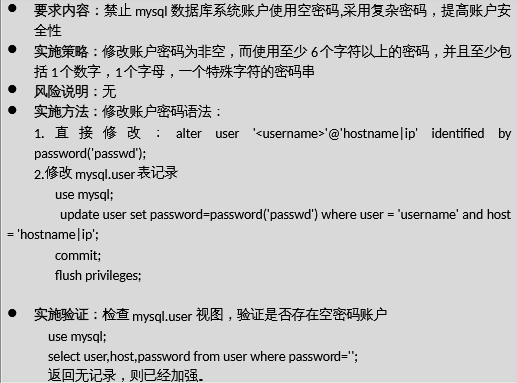 ● 要求内容：禁止 mysql 数据库系统账户使用空密码,采用复杂密码，提高账户安
全性
● 实施策略：修改账户密码为非空，而使用至少 6个字符以上的密码，并且至少包
括 1个数字，1个字母，一个特殊字符的密码串
● 风险说明：无
● 实施方法：修改账户密码语法：
1. 直接修改： alter user '<username>'@'hostname|ip' identified by
password('passwd');
2.修改 mysql.user表记录
use mysql;
update user set password=password('passwd') where user = 'username' and host
= 'hostname|ip';
commit;
flush privileges;
● 实施验证：检查 mysql.user 视图，验证是否存在空密码账户
use mysql;
select user,host,password from user where password='';
返回无记录，则已经加强。